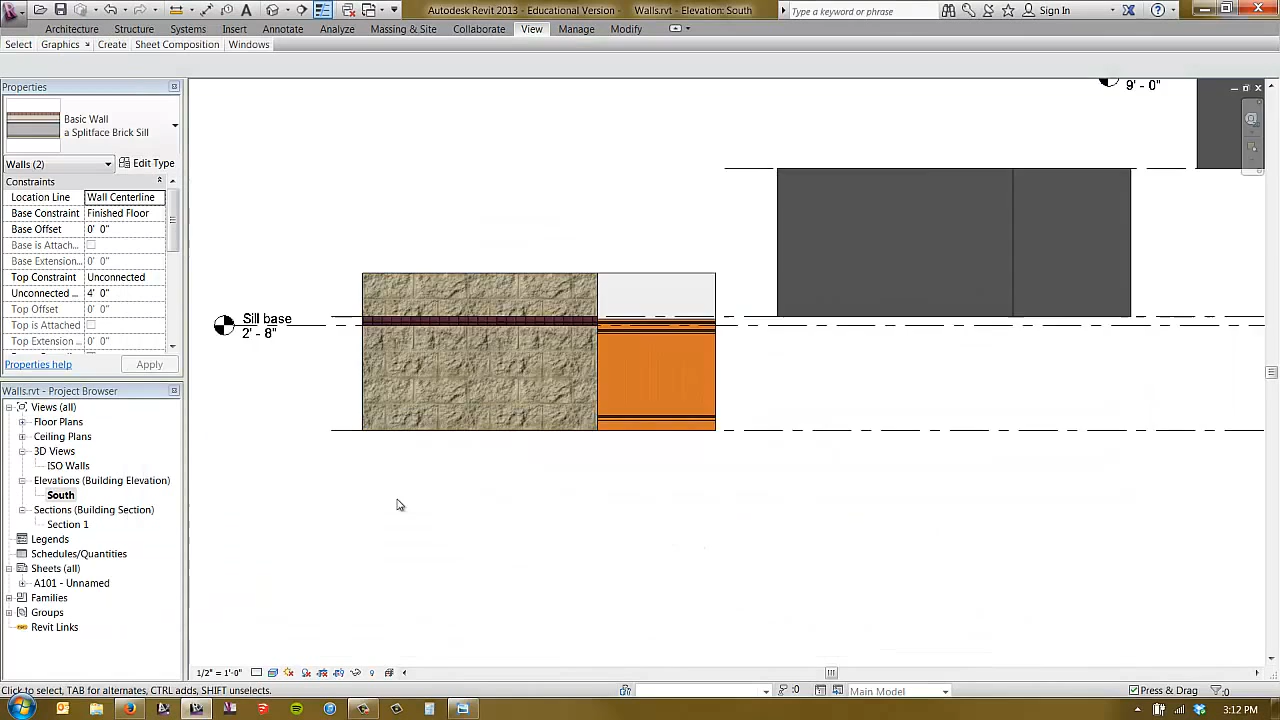 Autodesk Revit 2013 - Educational Version - Walls.rvt - Elevation: South
Type a keyword or phrase
Sign In
Architecture Structure Systems Insert Annotate Analyze Massing & Site Collaborate View Manage Modify
Select Graphics Create Sheet Composition Windows
Properties
Basic Wall
a Splitface Brick Sill
Walls (2) Edit Type
Constraints
Location Line Wall Centerline
Base Constraint Finished Floor
Base Offset 0' 0"
Base is Attach...
Base Extension... 0' 0"
Top Constraint Unconnected
Unconnected ... 4' 0"
Top Offset 0' 0"
Top is Attached
Top Extension ... 0' 0"
Properties help Apply
Walls.rvt - Project Browser
Views (all)
Floor Plans
Ceiling Plans
3D Views
ISO Walls
Elevations (Building Elevation)
South
Sections (Building Section)
Section 1
Legends
Schedules/Quantities
Sheets (all)
A101 - Unnamed
Families
Groups
Revit Links
9' - 0"
Sill base
2' - 8"
1/2" = 1'-0"
Click to select, TAB for alternates, CTRL adds, SHIFT unselects.
:0
Main Model
Press & Drag
:0
3:12 PM